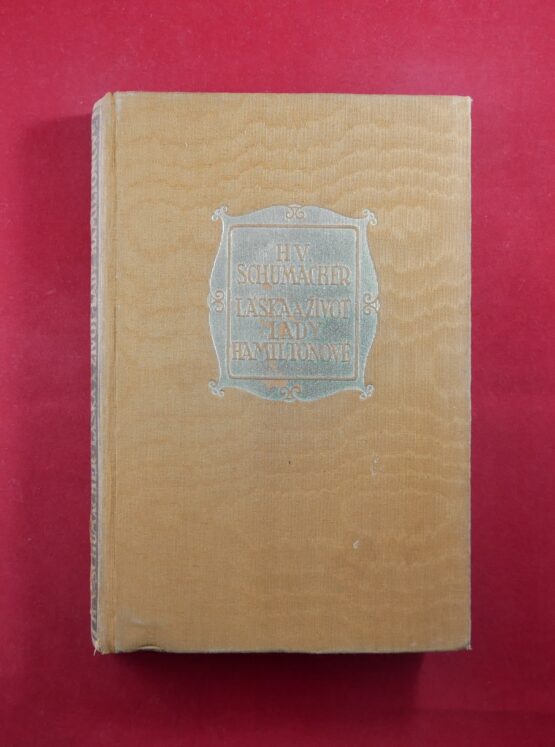 H. V.
SCHUMACHER
LÁSKA A ŽIVOT
LADY
HAMILTONOVÉ